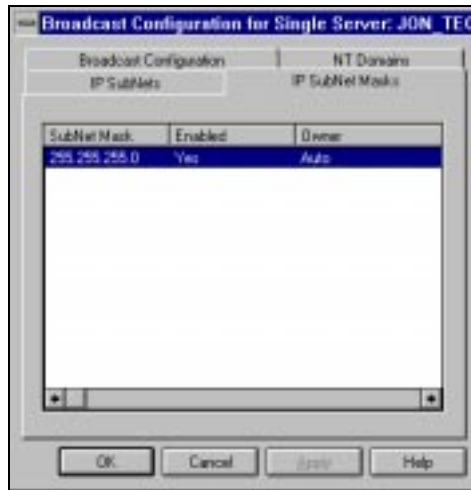 Broadcast Configuration for Single Server: JON_TEC
Broadcast Configuration NT Domains
IP SubNets IP SubNet Masks
SubNet Mask Enabled Owner
255.255.255.0 Yes Auto
OK Cancel Apply Help